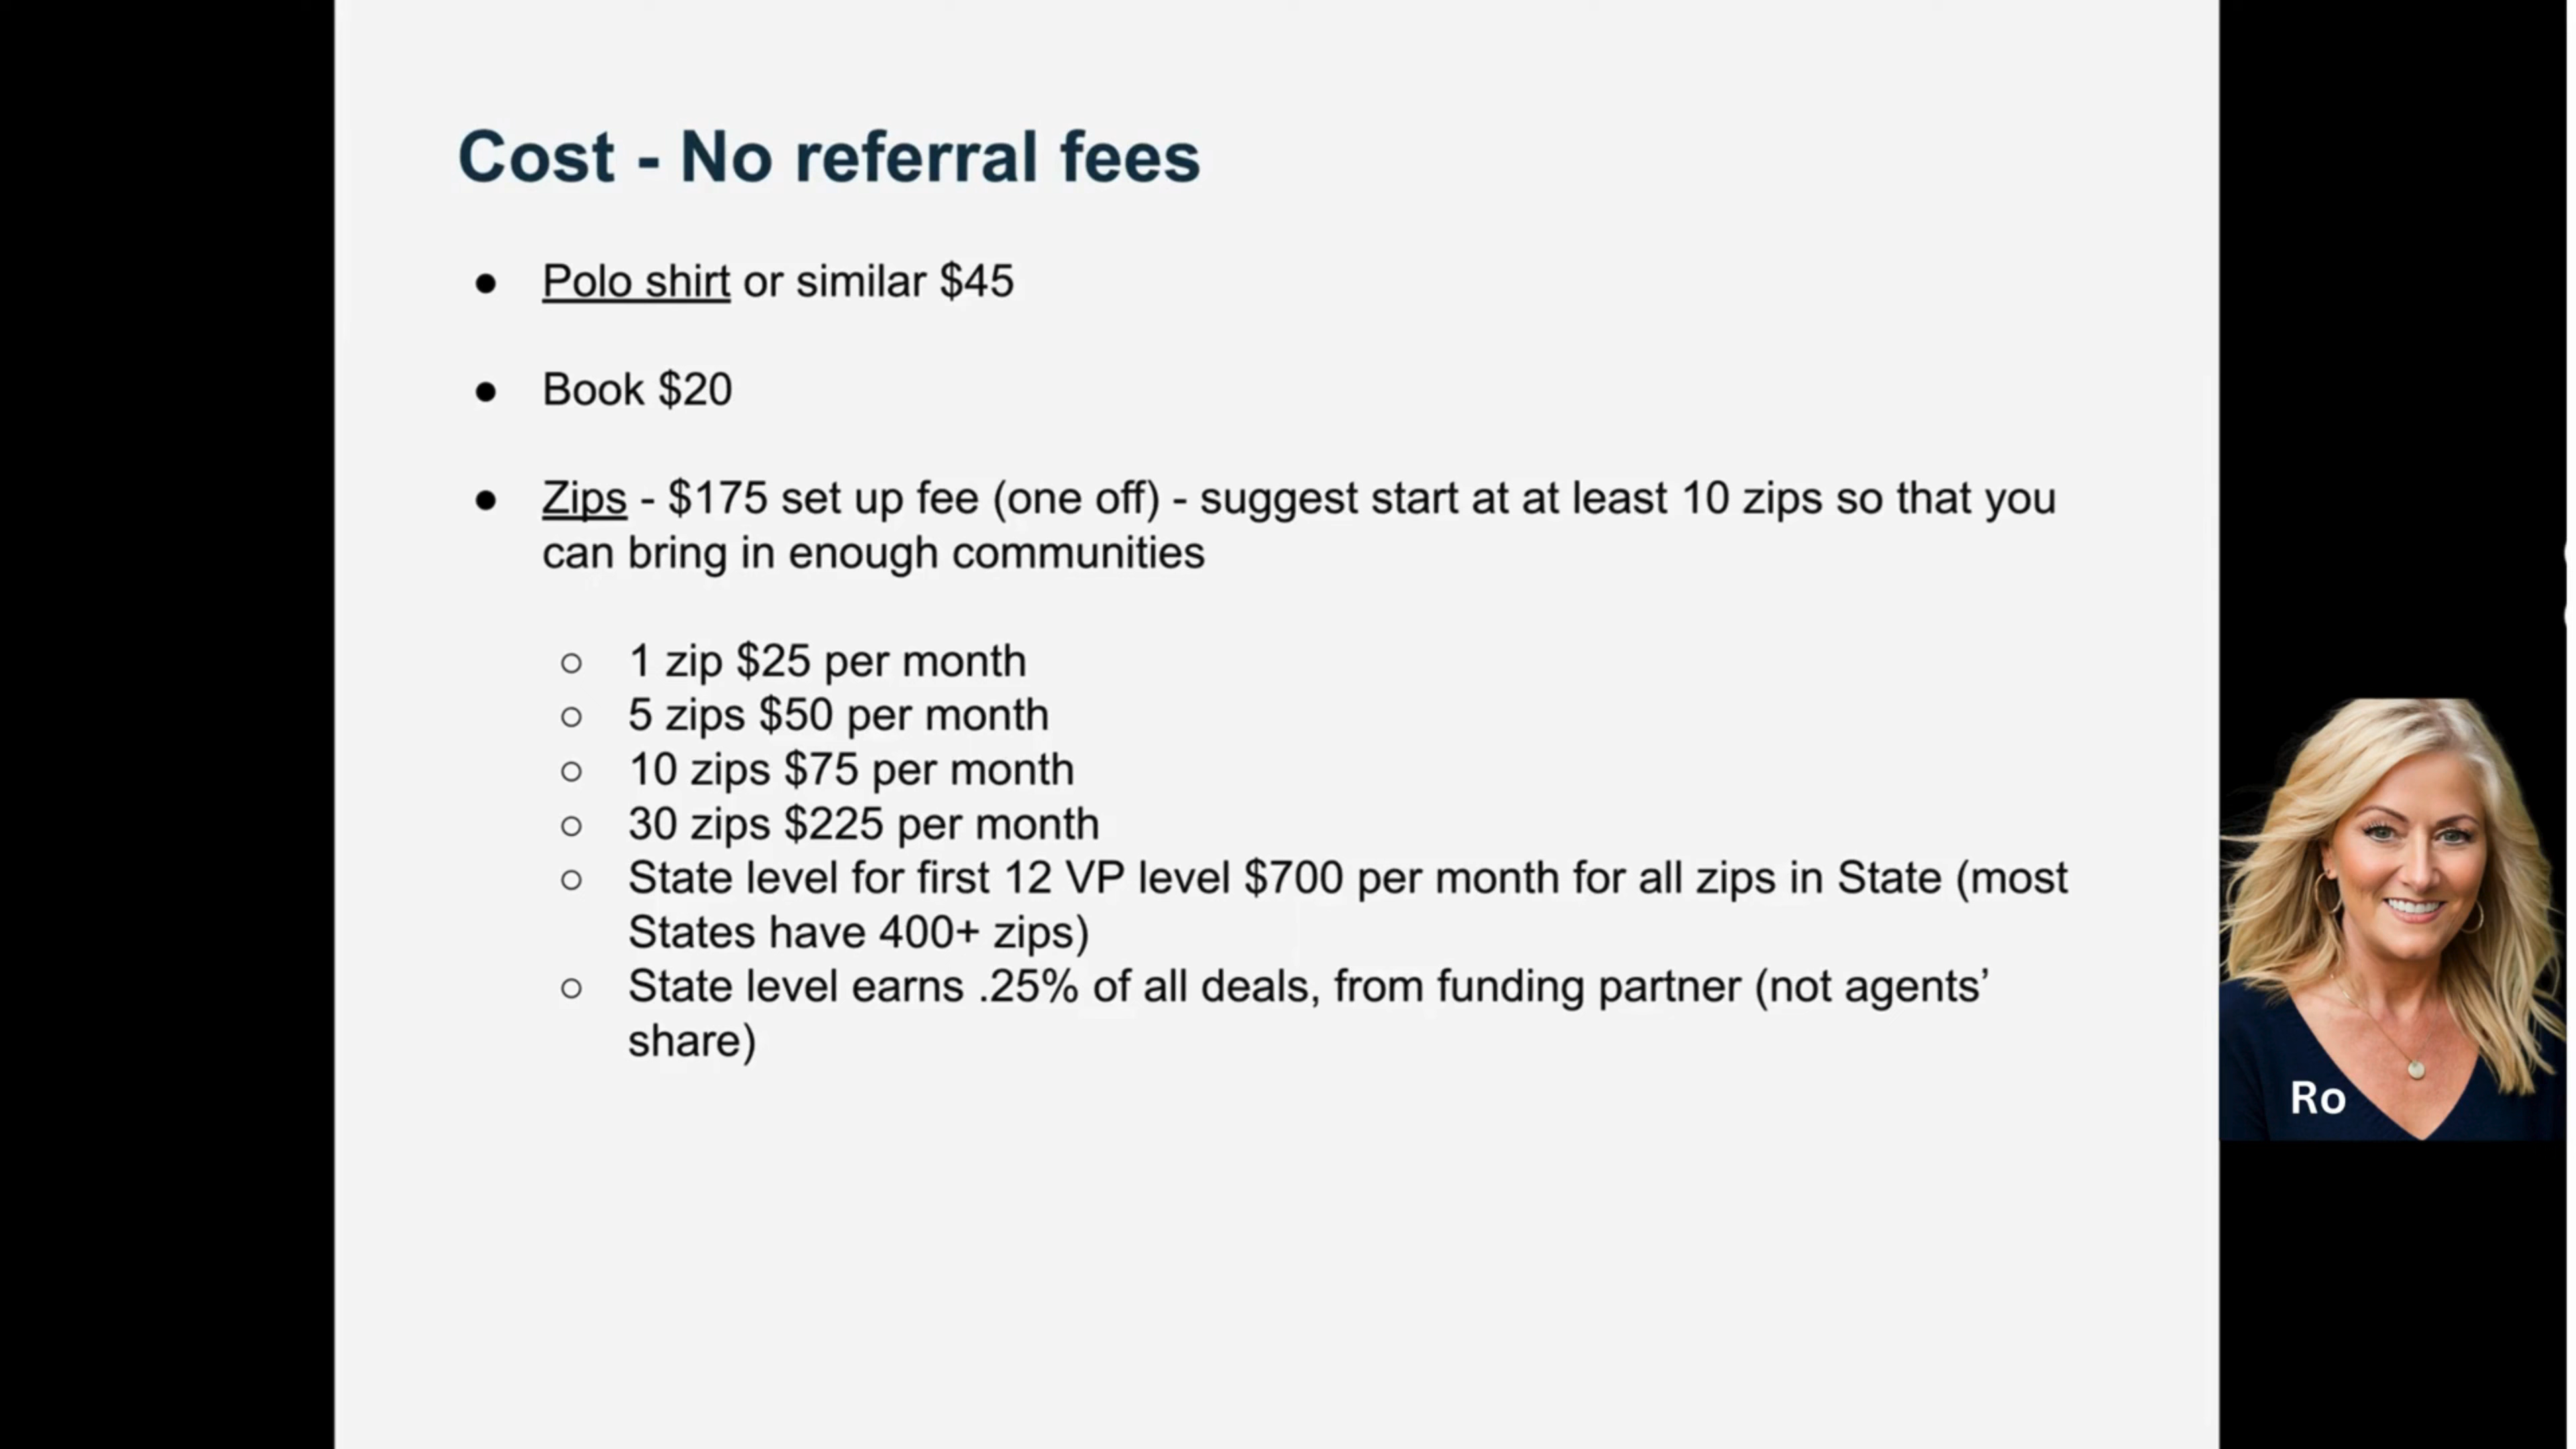 Cost - No referral fees
● Polo shirt or similar $45
● Book $20
● Zips - $175 set up fee (one off) - suggest start at at least 10 zips so that you
can bring in enough communities
○ 1 zip $25 per month
○ 5 zips $50 per month
○ 10 zips $75 per month
○ 30 zips $225 per month
○ State level for first 12 VP level $700 per month for all zips in State (most
States have 400+ zips)
○ State level earns .25% of all deals, from funding partner (not agents’
share)
Ro